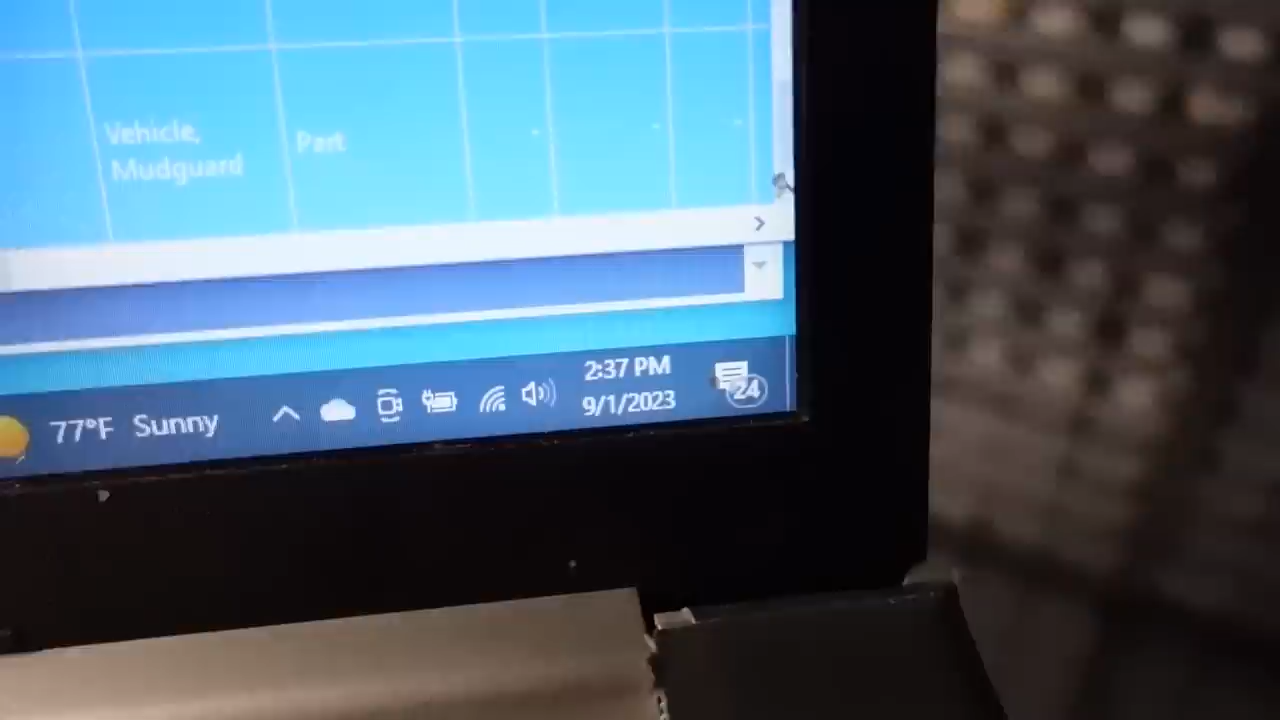 Vehicle,
Mudguard
Part
77°F Sunny
2:37 PM
9/1/2023
24